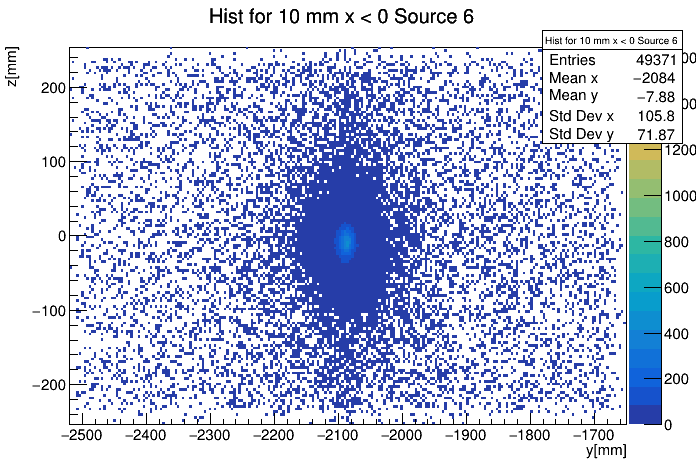 Hist for 10 mm x < 0 Source 6
z[mm]
Hist for 10 mm x < 0 Source 6
Entries 49371
Mean x −2084
Mean y −7.88
Std Dev x 105.8
Std Dev y 71.87
200
100
0
−100
−200
1200
1000
800
600
400
200
0
−2500 −2400 −2300 −2200 −2100 −2000 −1900 −1800 −1700
y[mm]